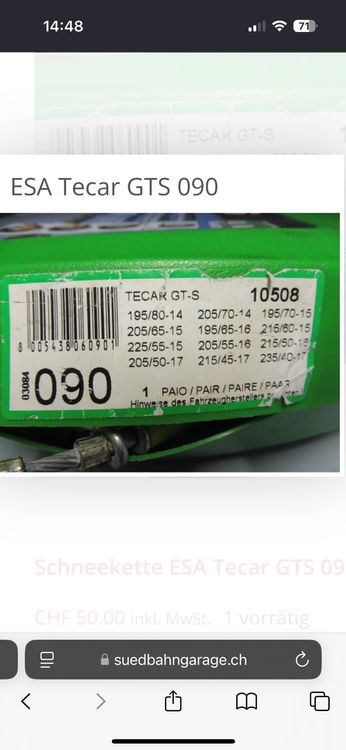 14:48
71
TECAR GT-S
ESA Tecar GTS 090
TECAR GT-S 10508
195/80-14 205/70-14 195/70-15
205/65-15 195/65-16 215/60-15
225/55-15 205/55-16 215/50-16
205/50-17 215/45-17 235/40-17
8 005438 060901
03084
090
1 PAIO / PAIR / PAIRE / PAAR
Hinweise des Fahrzeugherstellers
Schneekette ESA Tecar GTS 09
CHF 50.00 inkl. MwSt. 1 vorrätig
suedbahngarage.ch